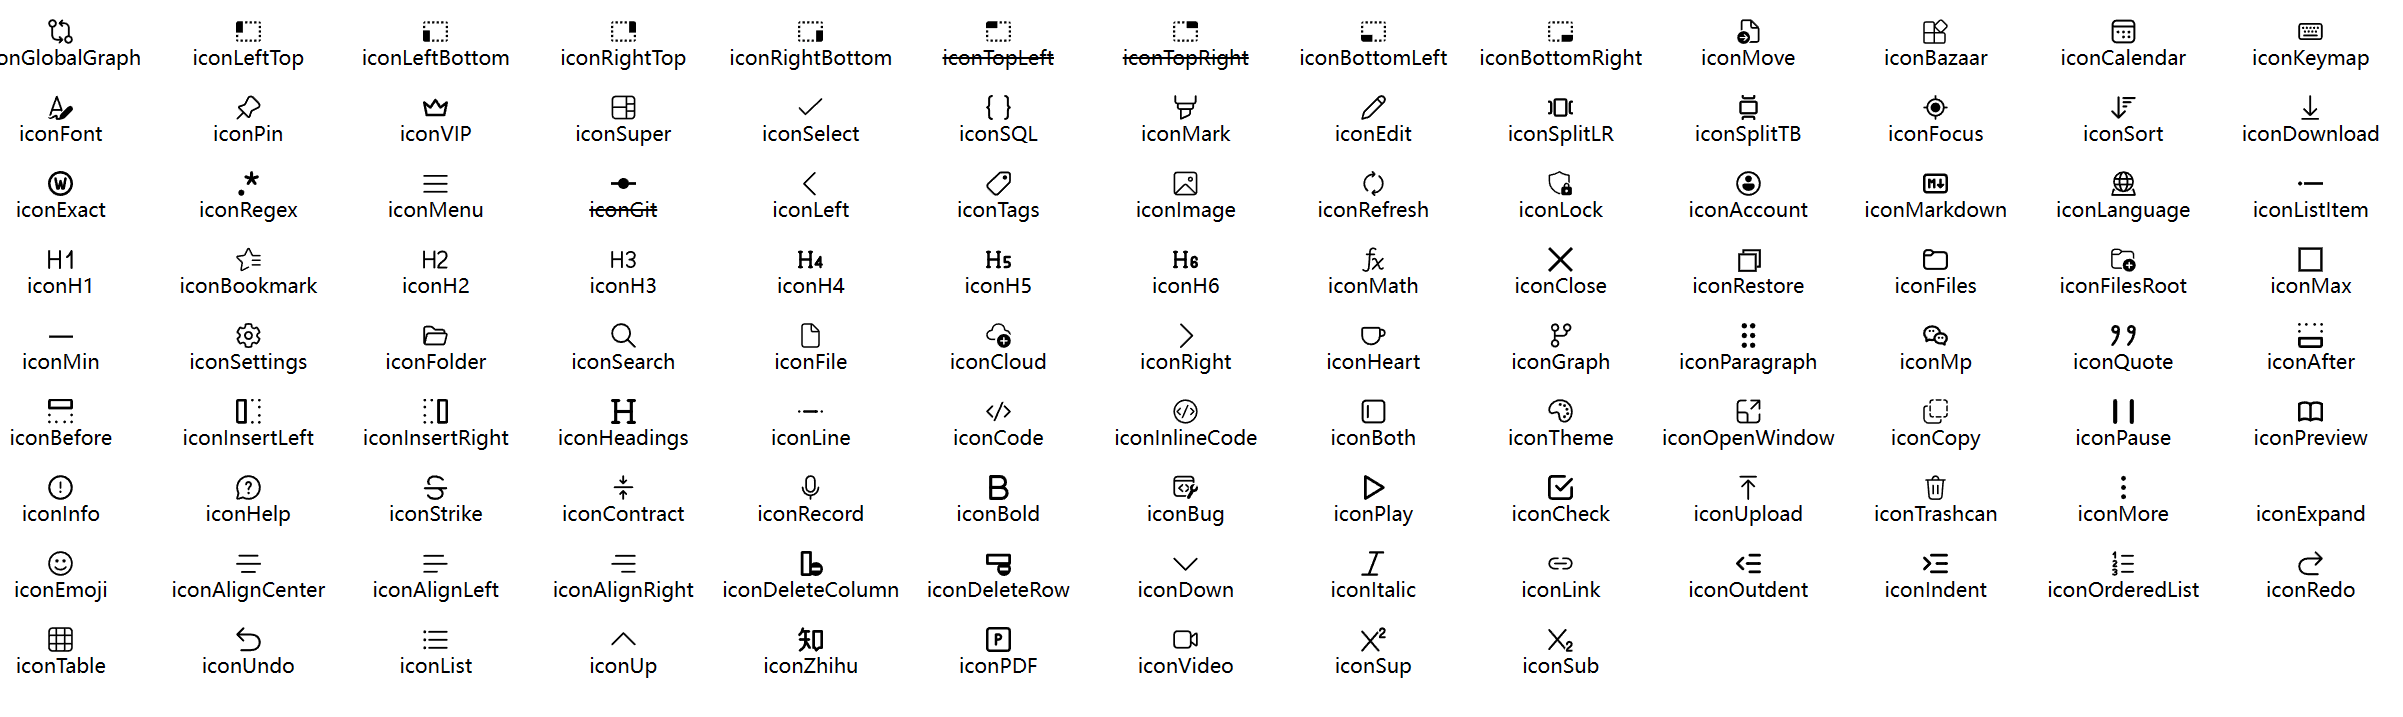 onGlobalGraph iconLeftTop iconLeftBottom iconRightTop iconRightBottom iconTopLeft iconTopRight iconBottomLeft iconBottomRight iconMove iconBazaar iconCalendar iconKeymap
iconFont iconPin iconVIP iconSuper iconSelect iconSQL iconMark iconEdit iconSplitLR iconSplitTB iconFocus iconSort iconDownload
iconExact iconRegex iconMenu iconGit iconLeft iconTags iconImage iconRefresh iconLock iconAccount iconMarkdown iconLanguage iconListItem
H1 H2 H3 H4 H5 H6 fx
iconH1 iconBookmark iconH2 iconH3 iconH4 iconH5 iconH6 iconMath iconClose iconRestore iconFiles iconFilesRoot iconMax
iconMin iconSettings iconFolder iconSearch iconFile iconCloud iconRight iconHeart iconGraph iconParagraph iconMp iconQuote iconAfter
H
iconBefore iconInsertLeft iconInsertRight iconHeadings iconLine iconCode iconInlineCode iconBoth iconTheme iconOpenWindow iconCopy iconPause iconPreview
S B
iconInfo iconHelp iconStrike iconContract iconRecord iconBold iconBug iconPlay iconCheck iconUpload iconTrashcan iconMore iconExpand
I 1 2 3
iconEmoji iconAlignCenter iconAlignLeft iconAlignRight iconDeleteColumn iconDeleteRow iconDown iconItalic iconLink iconOutdent iconIndent iconOrderedList iconRedo
知 P X² X₂
iconTable iconUndo iconList iconUp iconZhihu iconPDF iconVideo iconSup iconSub